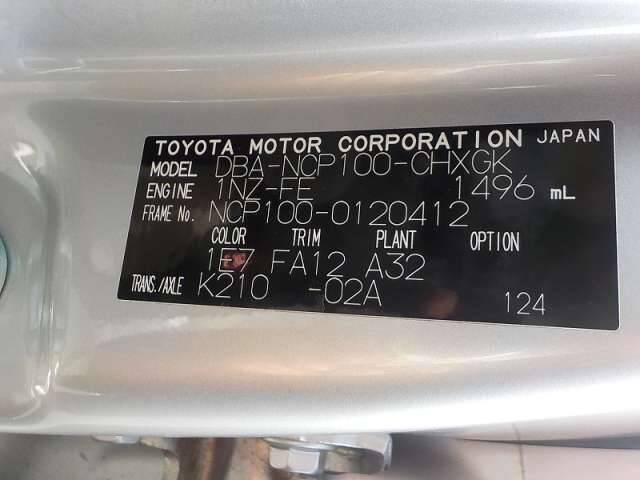 TOYOTA MOTOR CORPORATION JAPAN
MODEL DBA-NCP100-CHXGK
ENGINE 1NZ-FE 1496 mL
FRAME No. NCP100-0120412
COLOR TRIM PLANT OPTION
1E7 FA12 A32
TRANS./AXLE K210 -02A
124